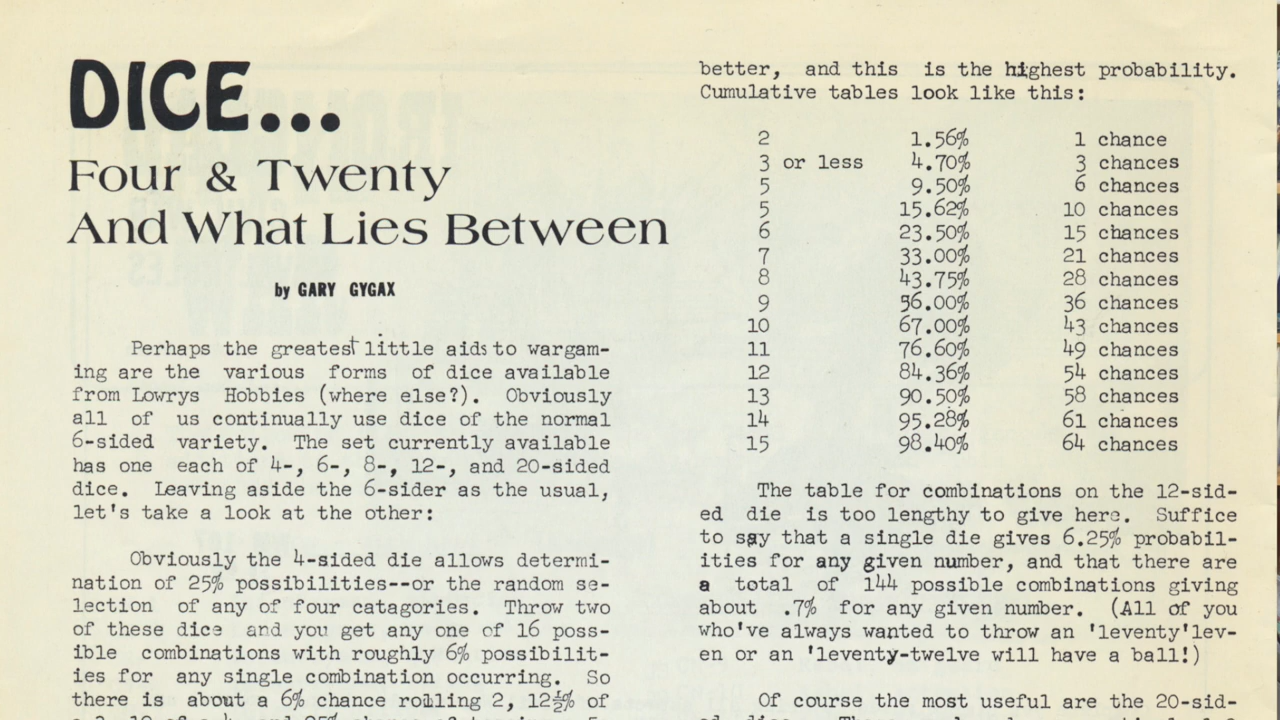 DICE...
Four & Twenty
And What Lies Between
by GARY GYGAX
Perhaps the greatest little aids to wargam-
ing are the various forms of dice available
from Lowrys Hobbies (where else?). Obviously
all of us continually use dice of the normal
6-sided variety. The set currently available
has one each of 4-, 6-, 8-, 12-, and 20-sided
dice. Leaving aside the 6-sider as the usual,
let's take a look at the other:
Obviously the 4-sided die allows determi-
nation of 25% possibilities--or the random se-
lection of any of four catagories. Throw two
of these dice and you get any one of 16 poss-
ible combinations with roughly 6% possibilit-
ies for any single combination occurring. So
there is about a 6% chance rolling 2, 12½% of
better, and this is the highest probability.
Cumulative tables look like this:
2 1.56% 1 chance
3 or less 4.70% 3 chances
5 9.50% 6 chances
5 15.62% 10 chances
6 23.50% 15 chances
7 33.00% 21 chances
8 43.75% 28 chances
9 56.00% 36 chances
10 67.00% 43 chances
11 76.60% 49 chances
12 84.36% 54 chances
13 90.50% 58 chances
14 95.28% 61 chances
15 98.40% 64 chances
The table for combinations on the 12-sid-
ed die is too lengthy to give here. Suffice
to say that a single die gives 6.25% probabil-
ities for any given number, and that there are
a total of 144 possible combinations giving
about .7% for any given number. (All of you
who've always wanted to throw an 'leventy'lev-
en or an 'leventy-twelve will have a ball!)
Of course the most useful are the 20-sid-